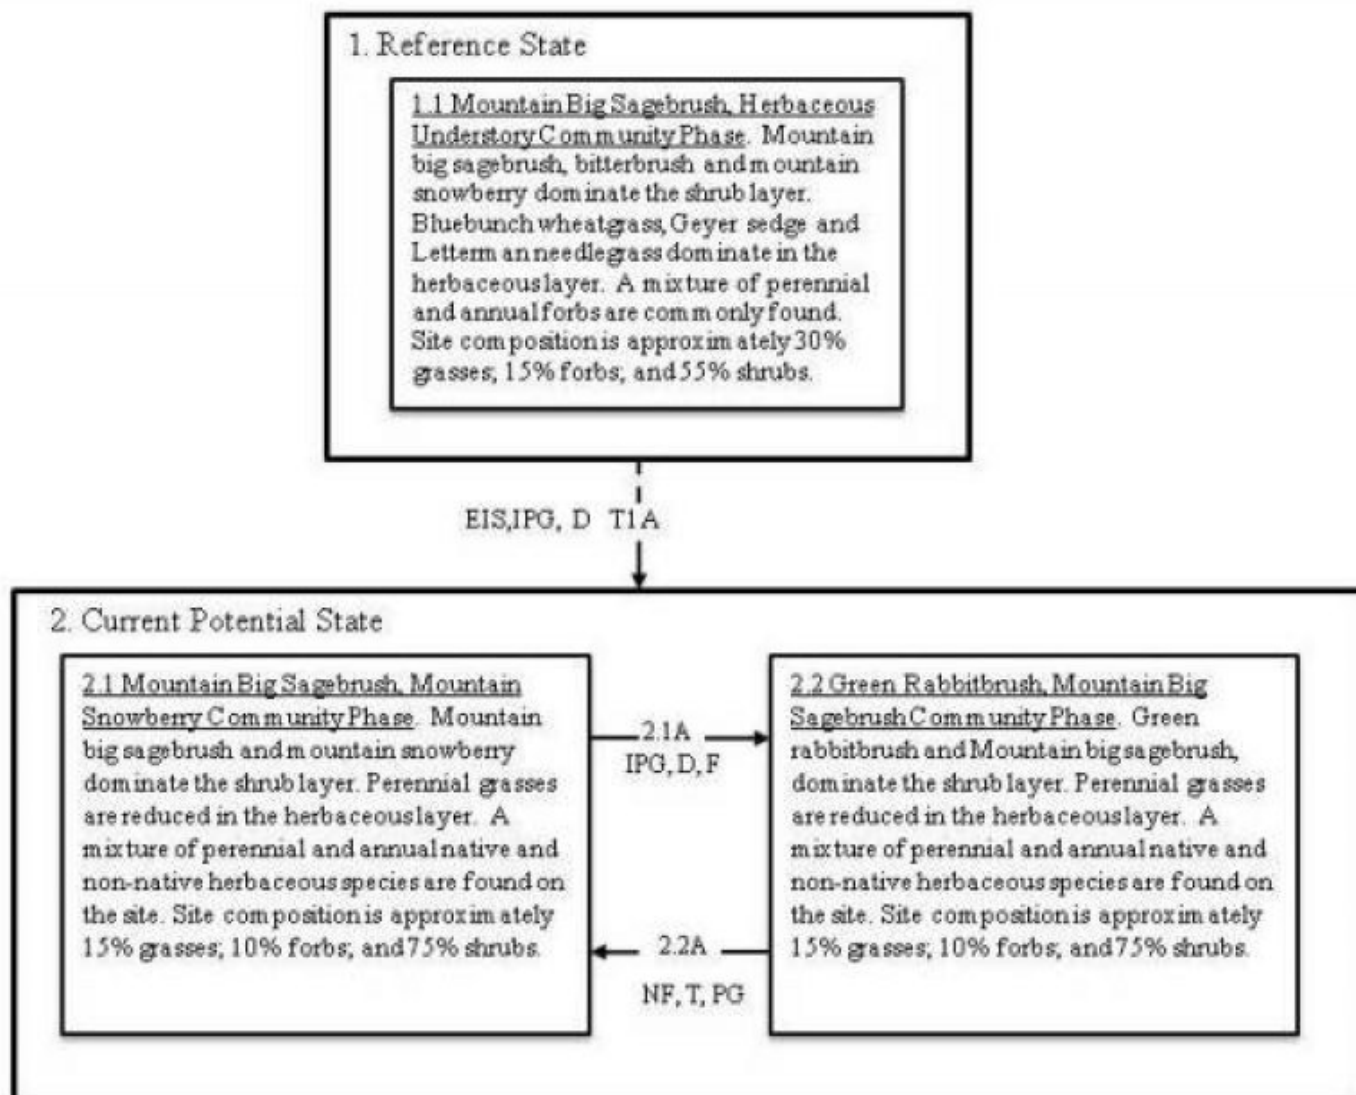 1. Reference State
1.1 Mountain Big Sagebrush, Herbaceous
Understory Community Phase. Mountain
big sagebrush, bitterbrush and mountain
snowberry dominate the shrub layer.
Bluebunch wheatgrass, Geyer sedge and
Letterman needlegrass dominate in the
herbaceous layer. A mixture of perennial
and annual forbs are commonly found.
Site composition is approximately 30%
grasses; 15% forbs; and 55% shrubs.
EIS,IPG, D T1A
2. Current Potential State
2.1 Mountain Big Sagebrush, Mountain
Snowberry Community Phase. Mountain
big sagebrush and mountain snowberry
dominate the shrub layer. Perennial grasses
are reduced in the herbaceous layer. A
mixture of perennial and annual native and
non-native herbaceous species are found on
the site. Site composition is approximately
15% grasses; 10% forbs; and 75% shrubs.
2.1A
IPG, D, F
2.2A
NF, T, PG
2.2 Green Rabbitbrush, Mountain Big
Sagebrush Community Phase. Green
rabbitbrush and Mountain big sagebrush,
dominate the shrub layer. Perennial grasses
are reduced in the herbaceous layer. A
mixture of perennial and annual native and
non-native herbaceous species are found on
the site. Site composition is approximately
15% grasses; 10% forbs; and 75% shrubs.